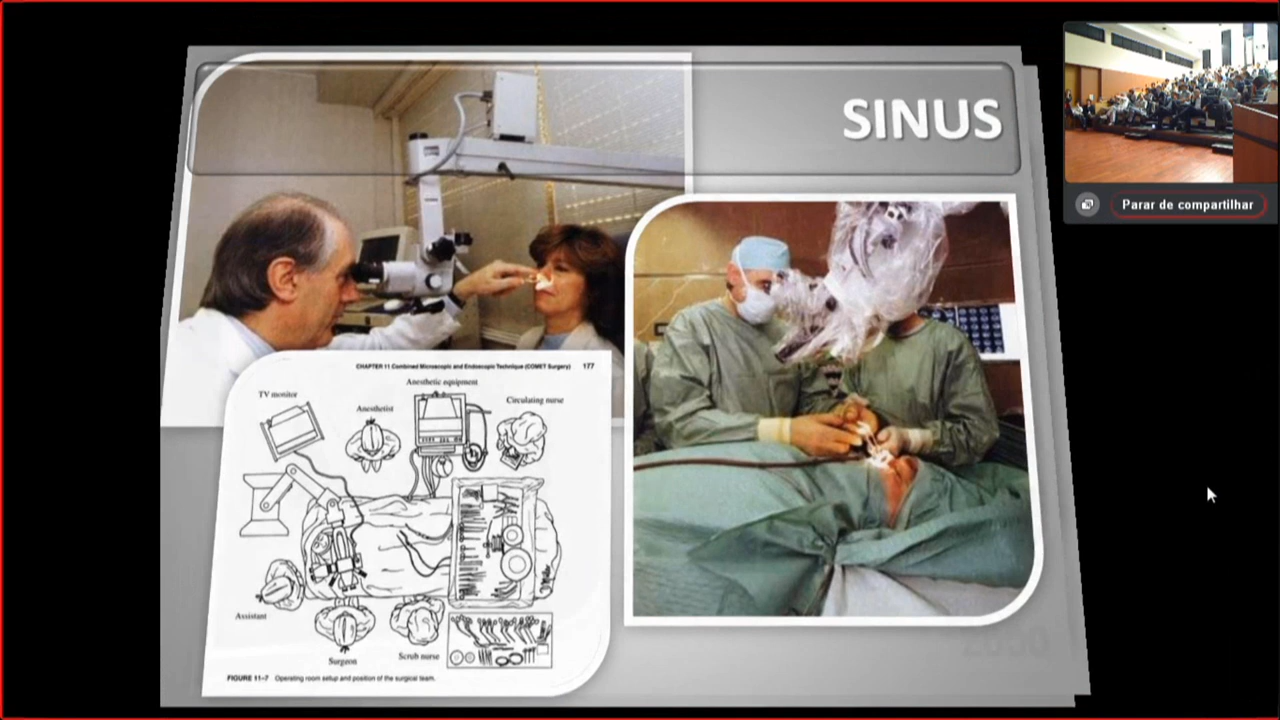 SINUS
Parar de compartilhar
CHAPTER 11 Combined Microscopic and Endoscopic Technique (COMET Surgery) 177
Anesthetic equipment
TV monitor
Circulating nurse
Anesthetist
Assistant
Surgeon
Scrub nurse
FIGURE 11-7 Operating room setup and position of the surgical team.